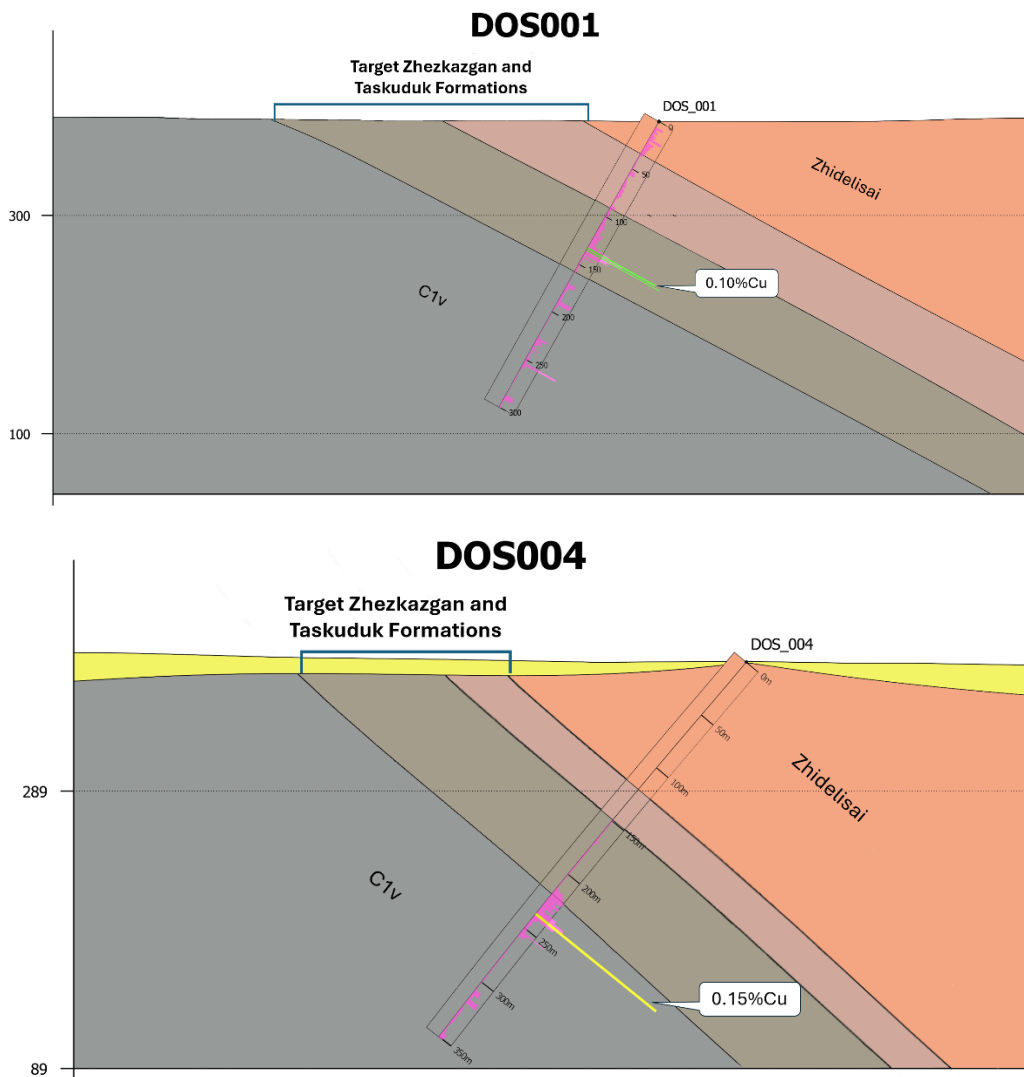 DOS001
Target Zhezkazgan and
Taskuduk Formations
DOS_001
0
50
Zhidelisai
300
100
150
0.10%Cu
C1v
200
250
300
100
DOS004
Target Zhezkazgan and
Taskuduk Formations
DOS_004
0m
50m
Zhidelisai
289
100m
150m
C1v
200m
250m
0.15%Cu
300m
350m
89